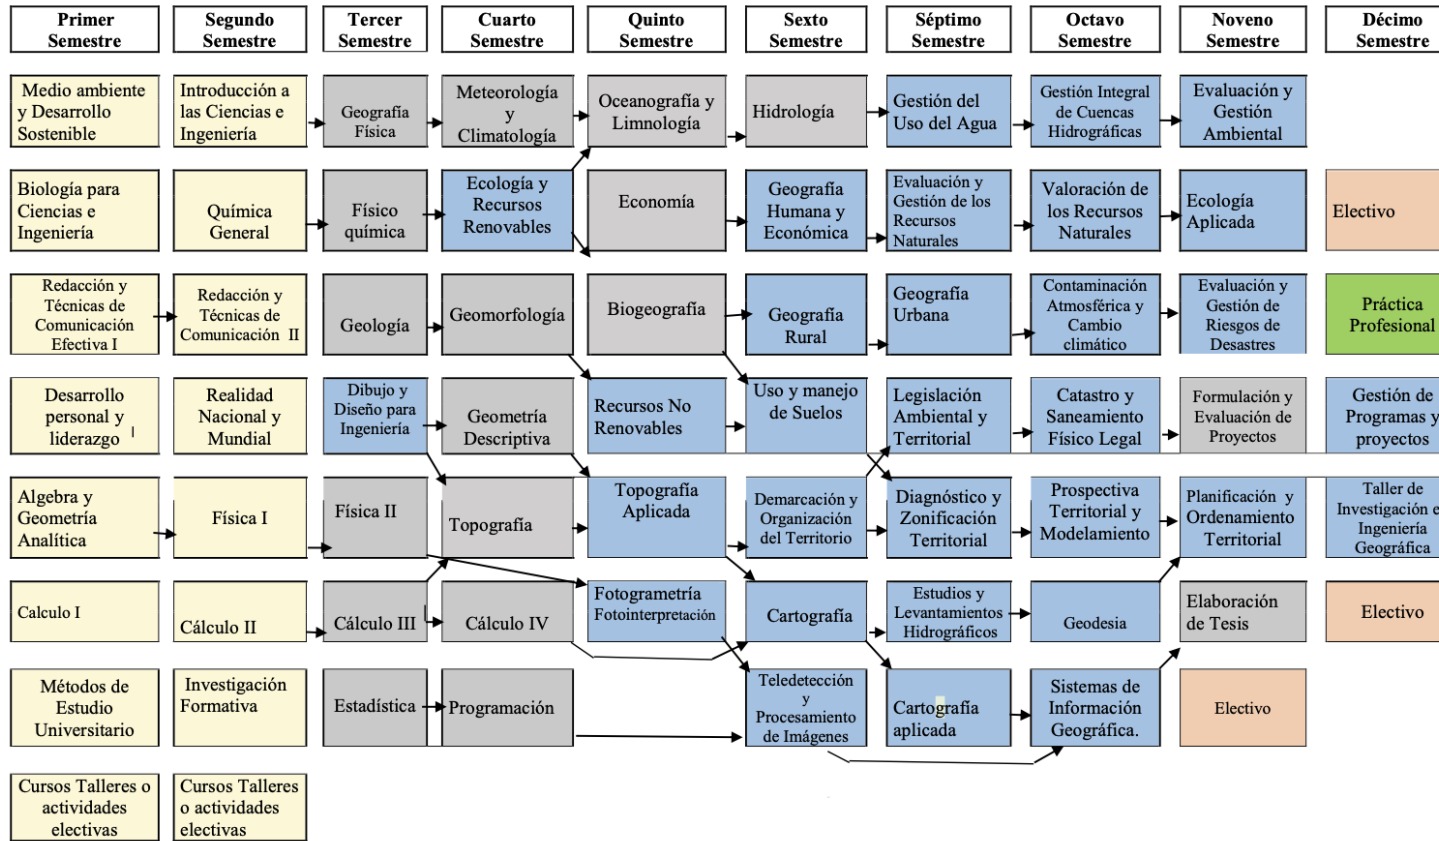 Primer
Semestre
Segundo
Semestre
Tercer
Semestre
Cuarto
Semestre
Quinto
Semestre
Sexto
Semestre
Séptimo
Semestre
Octavo
Semestre
Noveno
Semestre
Décimo
Semestre
Medio ambiente
y Desarrollo
Sostenible
Introducción a
las Ciencias e
Ingeniería
Geografía
Física
Meteorología
y
Climatología
Oceanografía y
Limnología
Hidrología
Gestión del
Uso del Agua
Gestión Integral
de Cuencas
Hidrográficas
Evaluación y
Gestión
Ambiental
Biología para
Ciencias e
Ingeniería
Química
General
Físico
química
Ecología y
Recursos
Renovables
Economía
Geografía
Humana y
Económica
Evaluación y
Gestión de los
Recursos
Naturales
Valoración de
los Recursos
Naturales
Ecología
Aplicada
Electivo
Redacción y
Técnicas de
Comunicación
Efectiva I
Redacción y
Técnicas de
Comunicación II
Geología
Geomorfología
Biogeografía
Geografía
Rural
Geografía
Urbana
Contaminación
Atmosférica y
Cambio
climático
Evaluación y
Gestión de
Riesgos de
Desastres
Práctica
Profesional
Desarrollo
personal y
liderazgo
Realidad
Nacional y
Mundial
Dibujo y
Diseño para
Ingeniería
Geometría
Descriptiva
Recursos No
Renovables
Uso y manejo
de Suelos
Legislación
Ambiental y
Territorial
Catastro y
Saneamiento
Físico Legal
Formulación y
Evaluación de
Proyectos
Gestión de
Programas y
proyectos
Algebra y
Geometría
Analítica
Física I
Física II
Topografía
Topografía
Aplicada
Demarcación y
Organización
del Territorio
Diagnóstico y
Zonificación
Territorial
Prospectiva
Territorial y
Modelamiento
Planificación y
Ordenamiento
Territorial
Taller de
Investigación e
Ingeniería
Geográfica
Calculo I
Cálculo II
Cálculo III
Cálculo IV
Fotogrametría
Fotointerpretación
Cartografía
Estudios y
Levantamientos
Hidrográficos
Geodesia
Elaboración
de Tesis
Electivo
Métodos de
Estudio
Universitario
Investigación
Formativa
Estadística
Programación
Teledetección
y
Procesamiento
de Imágenes
Cartografía
aplicada
Sistemas de
Información
Geográfica.
Electivo
Cursos Talleres o
actividades
electivas
Cursos Talleres
o actividades
electivas